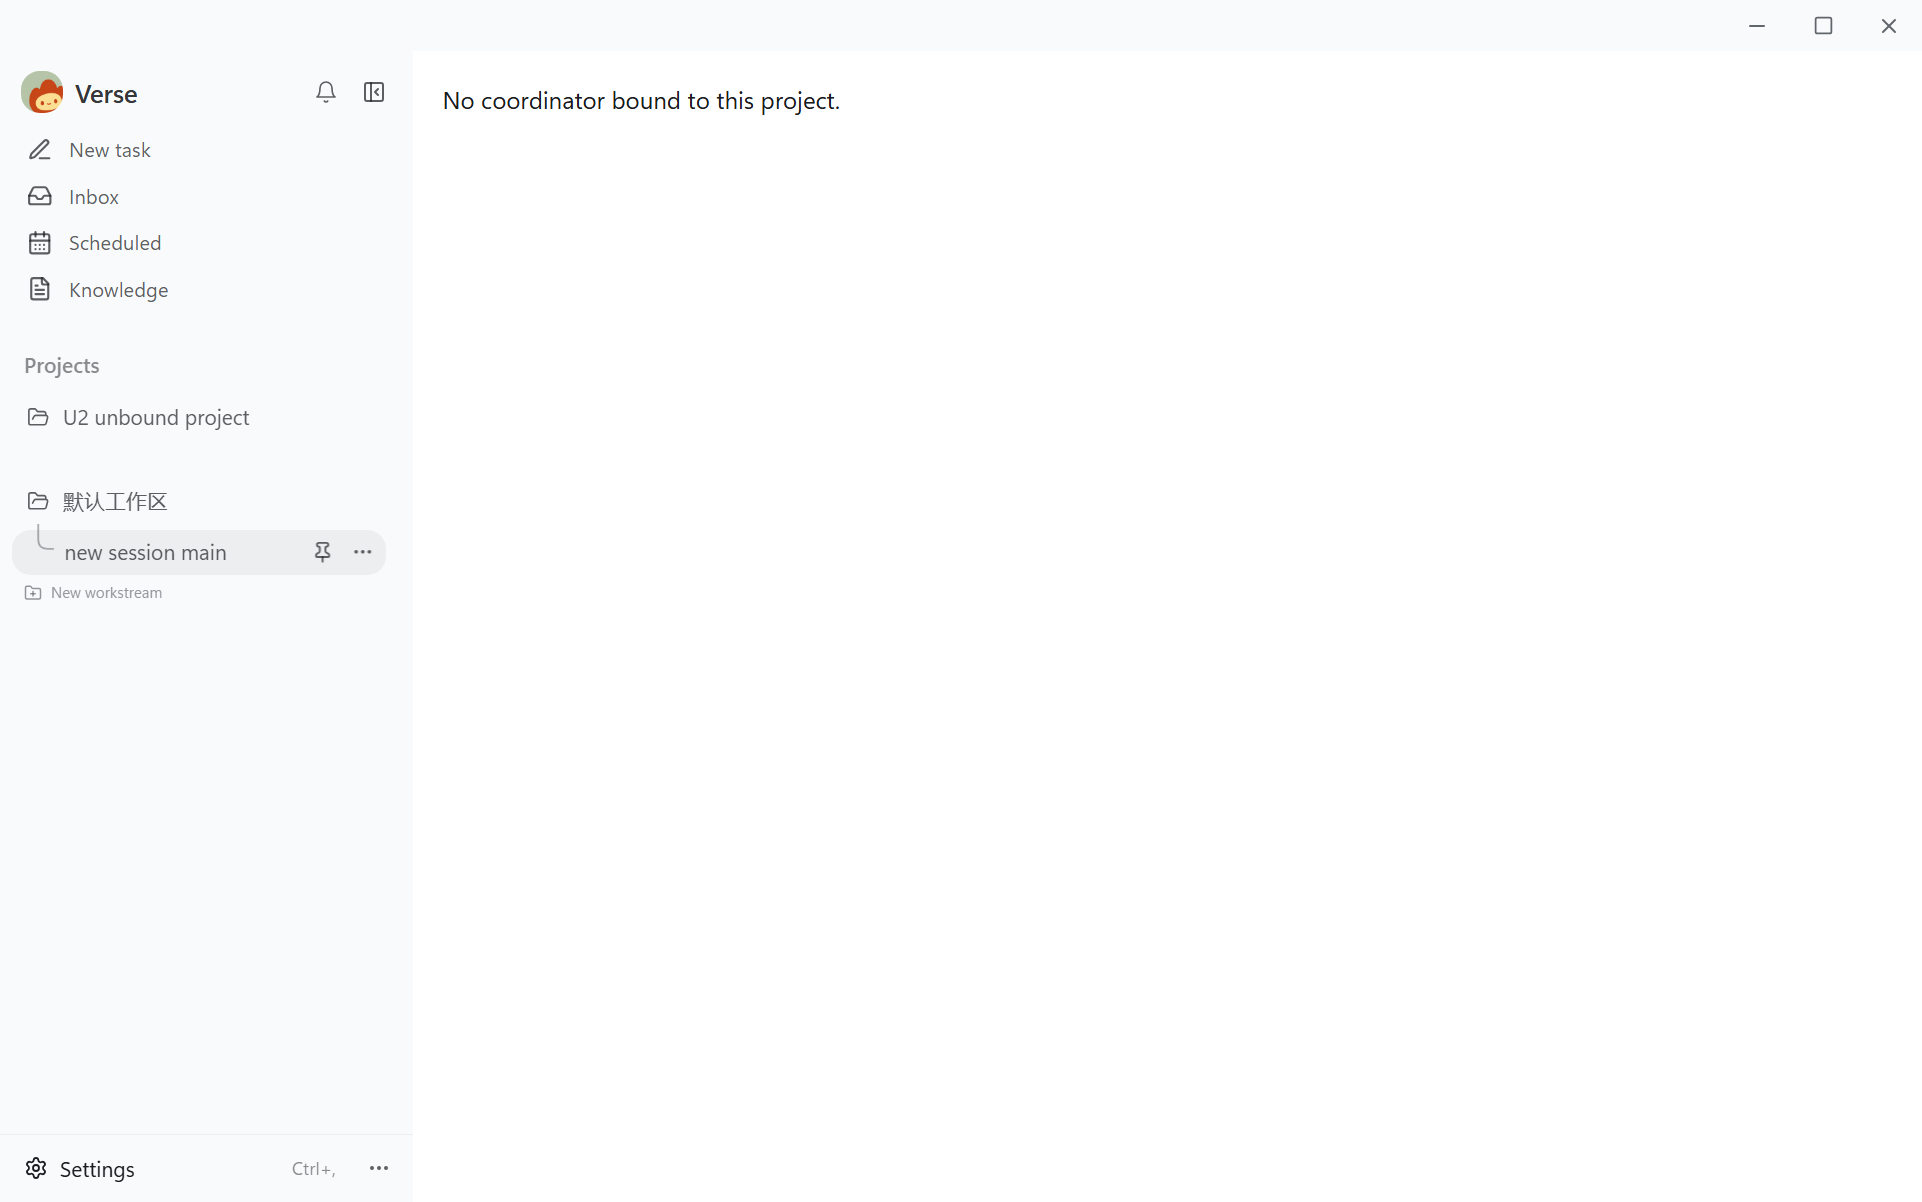 Verse
New task
Inbox
Scheduled
Knowledge
Projects
U2 unbound project
默认工作区
new session main
New workstream
Settings
Ctrl+,
No coordinator bound to this project.